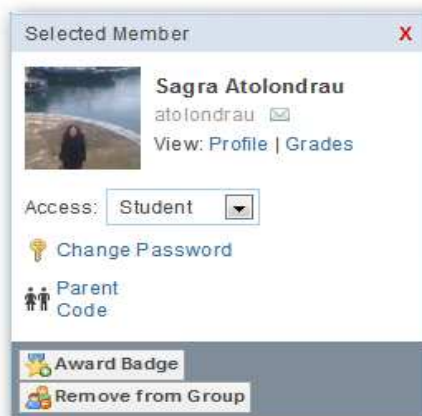 Selected Member X
Sagra Atolondrau
atolondrau
View: Profile | Grades
Access: Student
Change Password
Parent
Code
Award Badge
Remove from Group